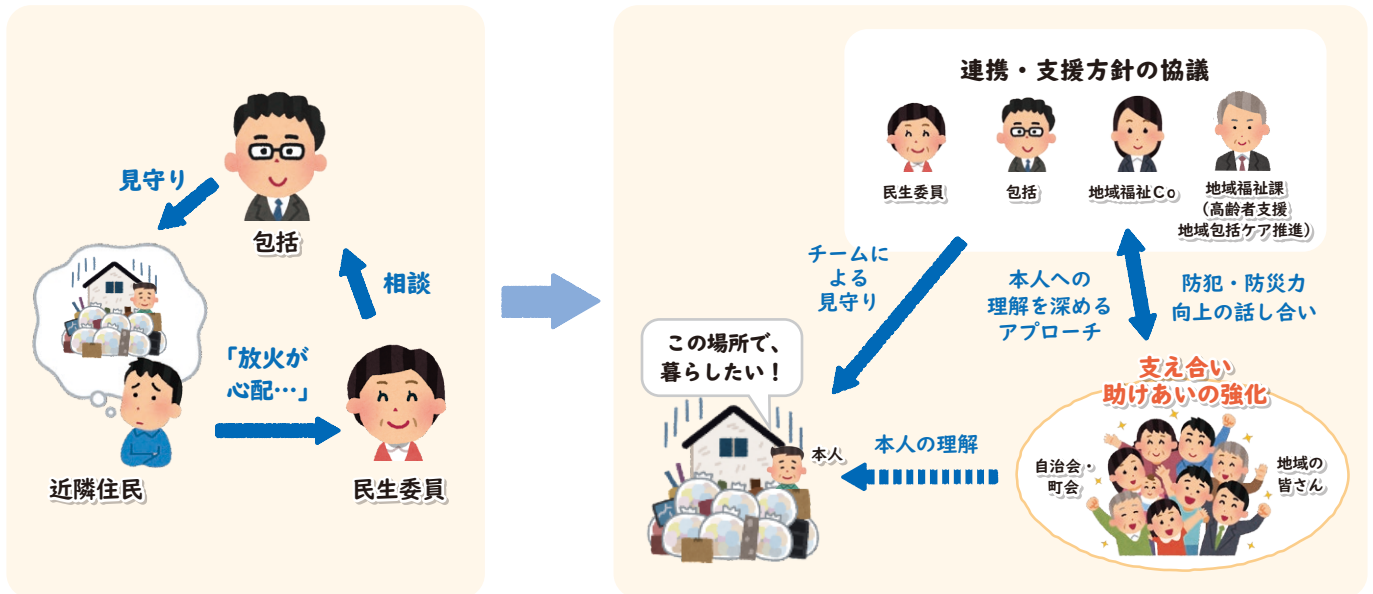 見守り
包括
相談
「放火が
心配…」
近隣住民
民生委員
連携・支援方針の協議
民生委員
包括
地域福祉Co
地域福祉課
(高齢者支援
地域包括ケア推進)
チームに
よる
見守り
本人への
理解を深める
アプローチ
防犯・防災力
向上の話し合い
この場所で、
暮らしたい！
本人
本人の理解
支え合い
助けあいの強化
自治会・
町会
地域の
皆さん